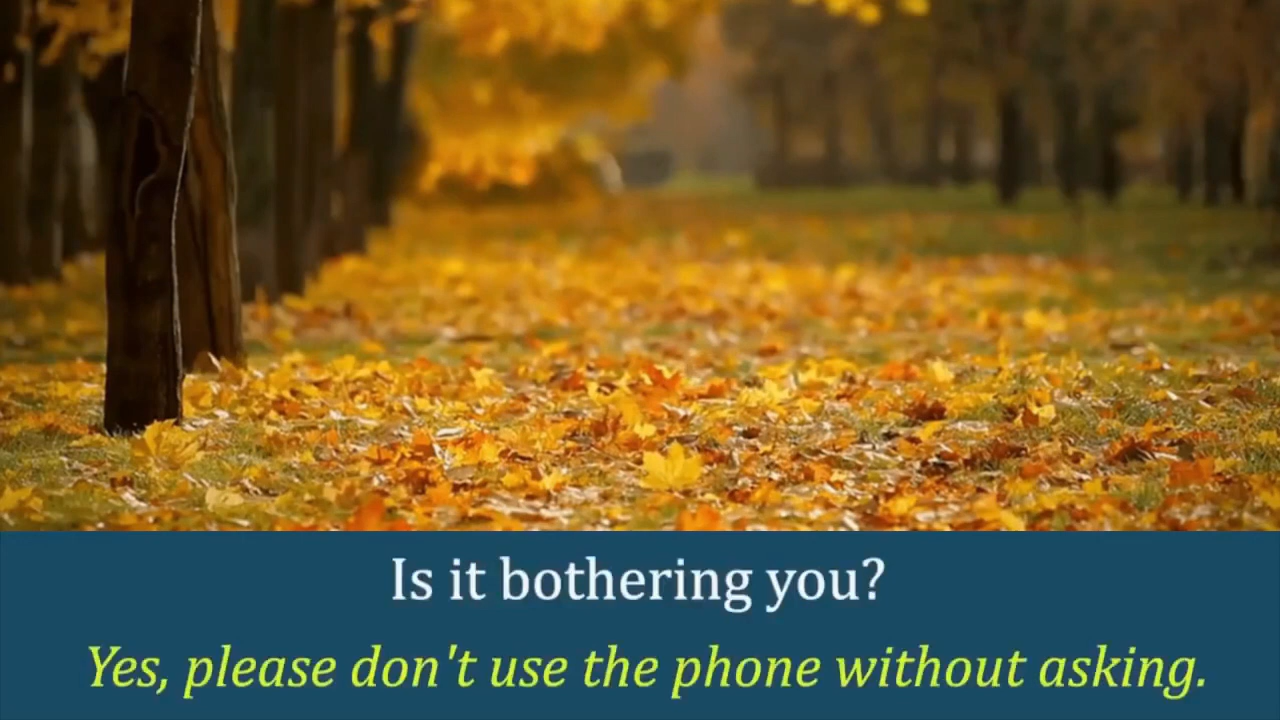 Is it bothering you?
Yes, please don't use the phone without asking.